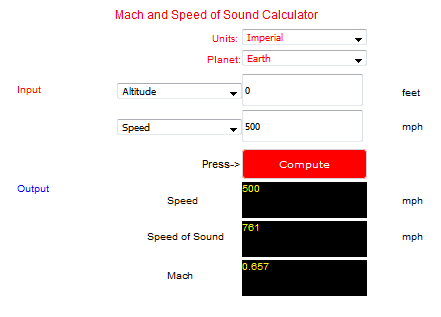 Mach and Speed of Sound Calculator
Units: Imperial
Planet: Earth
Input Altitude 0 feet
Speed 500 mph
Press-> Compute
Output Speed 500 mph
Speed of Sound 761 mph
Mach 0.657